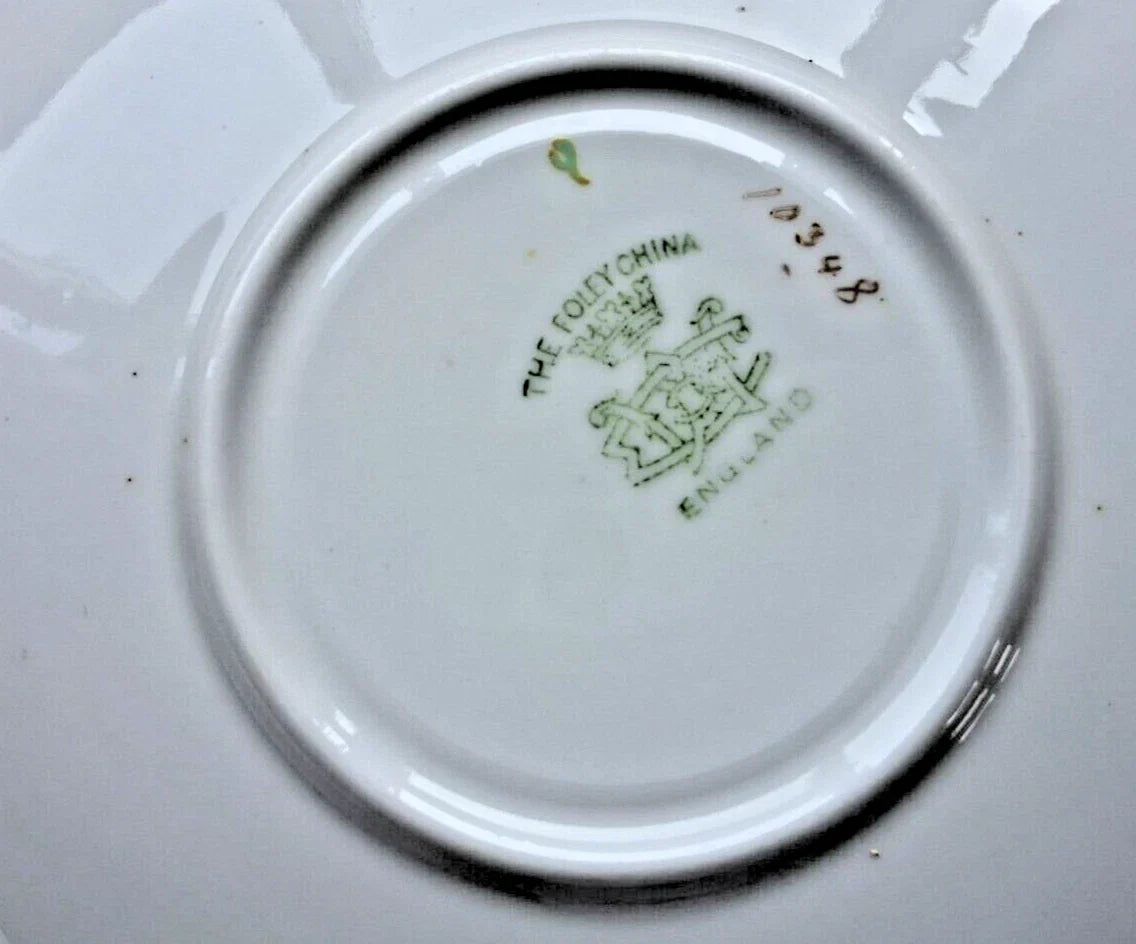 THE FOLEY CHINA
ENGLAND
10348